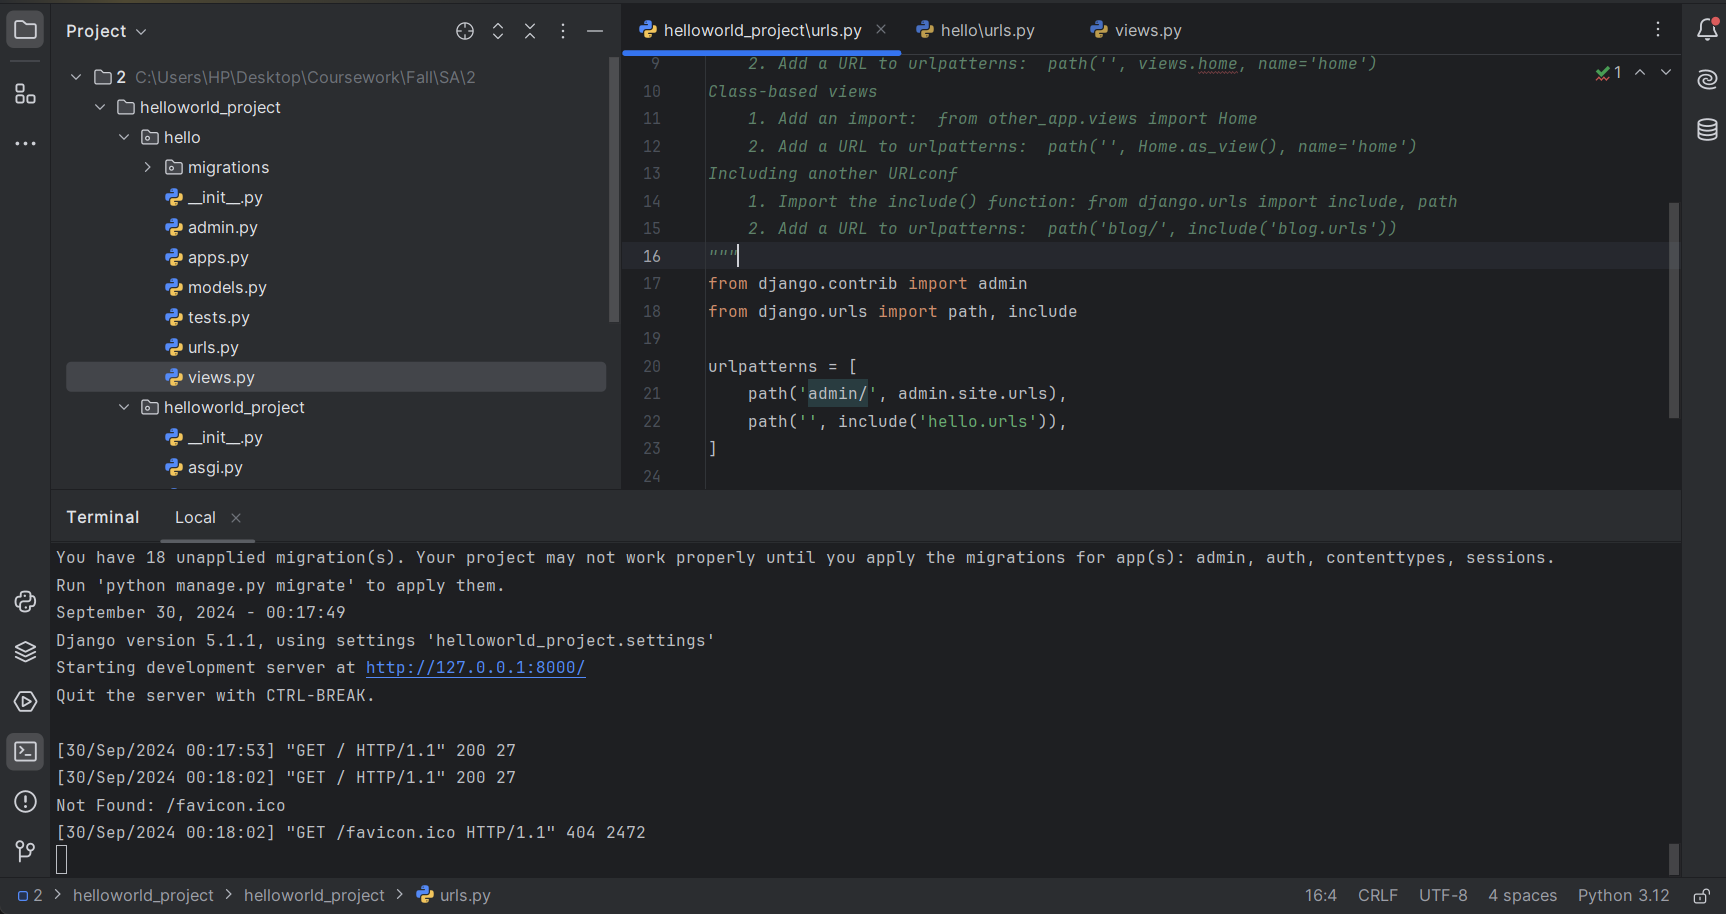 Project
2 C:\Users\HP\Desktop\Coursework\Fall\SA\2
helloworld_project
hello
migrations
__init__.py
admin.py
apps.py
models.py
tests.py
urls.py
views.py
helloworld_project
__init__.py
asgi.py
helloworld_project\urls.py
hello\urls.py
views.py
1
9 2. Add a URL to urlpatterns:  path('', views.home, name='home')
10 Class-based views
11 1. Add an import:  from other_app.views import Home
12 2. Add a URL to urlpatterns:  path('', Home.as_view(), name='home')
13 Including another URLconf
14 1. Import the include() function: from django.urls import include, path
15 2. Add a URL to urlpatterns:  path('blog/', include('blog.urls'))
16 """
17 from django.contrib import admin
18 from django.urls import path, include
19
20 urlpatterns = [
21 path('admin/', admin.site.urls),
22 path('', include('hello.urls')),
23 ]
24
Terminal Local
You have 18 unapplied migration(s). Your project may not work properly until you apply the migrations for app(s): admin, auth, contenttypes, sessions.
Run 'python manage.py migrate' to apply them.
September 30, 2024 - 00:17:49
Django version 5.1.1, using settings 'helloworld_project.settings'
Starting development server at http://127.0.0.1:8000/
Quit the server with CTRL-BREAK.
[30/Sep/2024 00:17:53] "GET / HTTP/1.1" 200 27
[30/Sep/2024 00:18:02] "GET / HTTP/1.1" 200 27
Not Found: /favicon.ico
[30/Sep/2024 00:18:02] "GET /favicon.ico HTTP/1.1" 404 2472
2 > helloworld_project > helloworld_project > urls.py
16:4 CRLF UTF-8 4 spaces Python 3.12